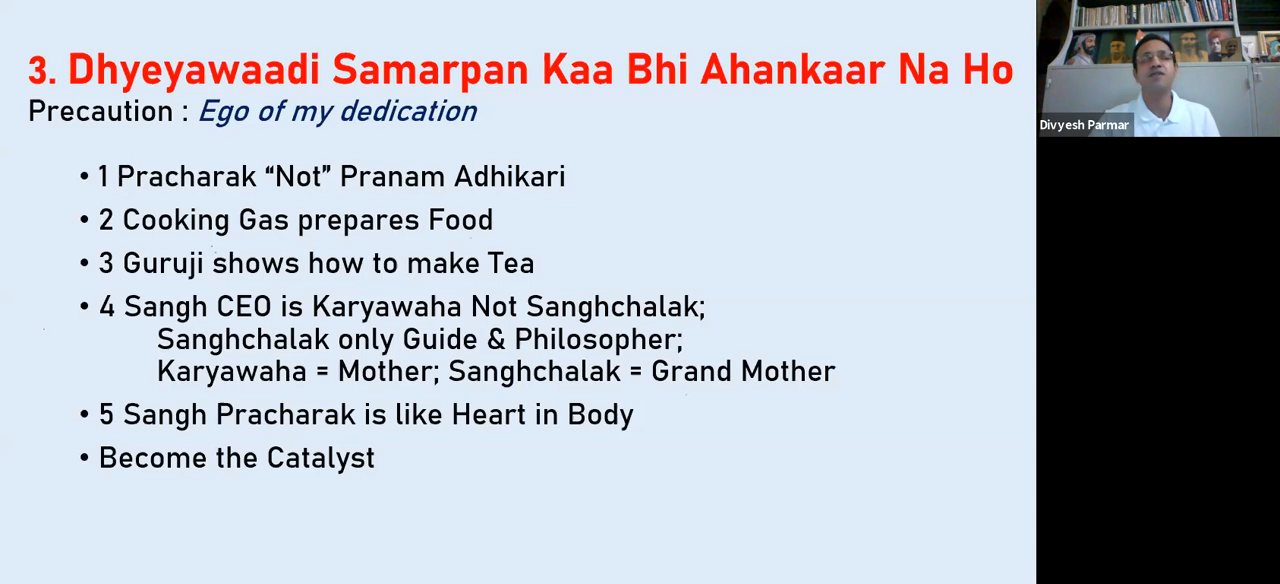 3. Dhyeyawaadi Samarpan Kaa Bhi Ahankaar Na Ho
Precaution : Ego of my dedication
• 1 Pracharak “Not” Pranam Adhikari
• 2 Cooking Gas prepares Food
• 3 Guruji shows how to make Tea
• 4 Sangh CEO is Karyawaha Not Sanghchalak;
Sanghchalak only Guide & Philosopher;
Karyawaha = Mother; Sanghchalak = Grand Mother
• 5 Sangh Pracharak is like Heart in Body
• Become the Catalyst
Divyesh Parmar